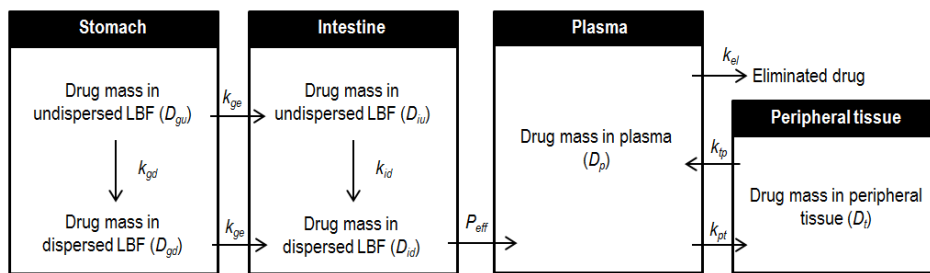 Stomach
Drug mass in
undispersed LBF (Dgu)
kgd
Drug mass in
dispersed LBF (Dgd)
kge
kge
Intestine
Drug mass in
undispersed LBF (Diu)
kid
Drug mass in
dispersed LBF (Did)
Peff
Plasma
Drug mass in plasma
(Dp)
kel
Eliminated drug
ktp
kpt
Peripheral tissue
Drug mass in peripheral
tissue (Dt)